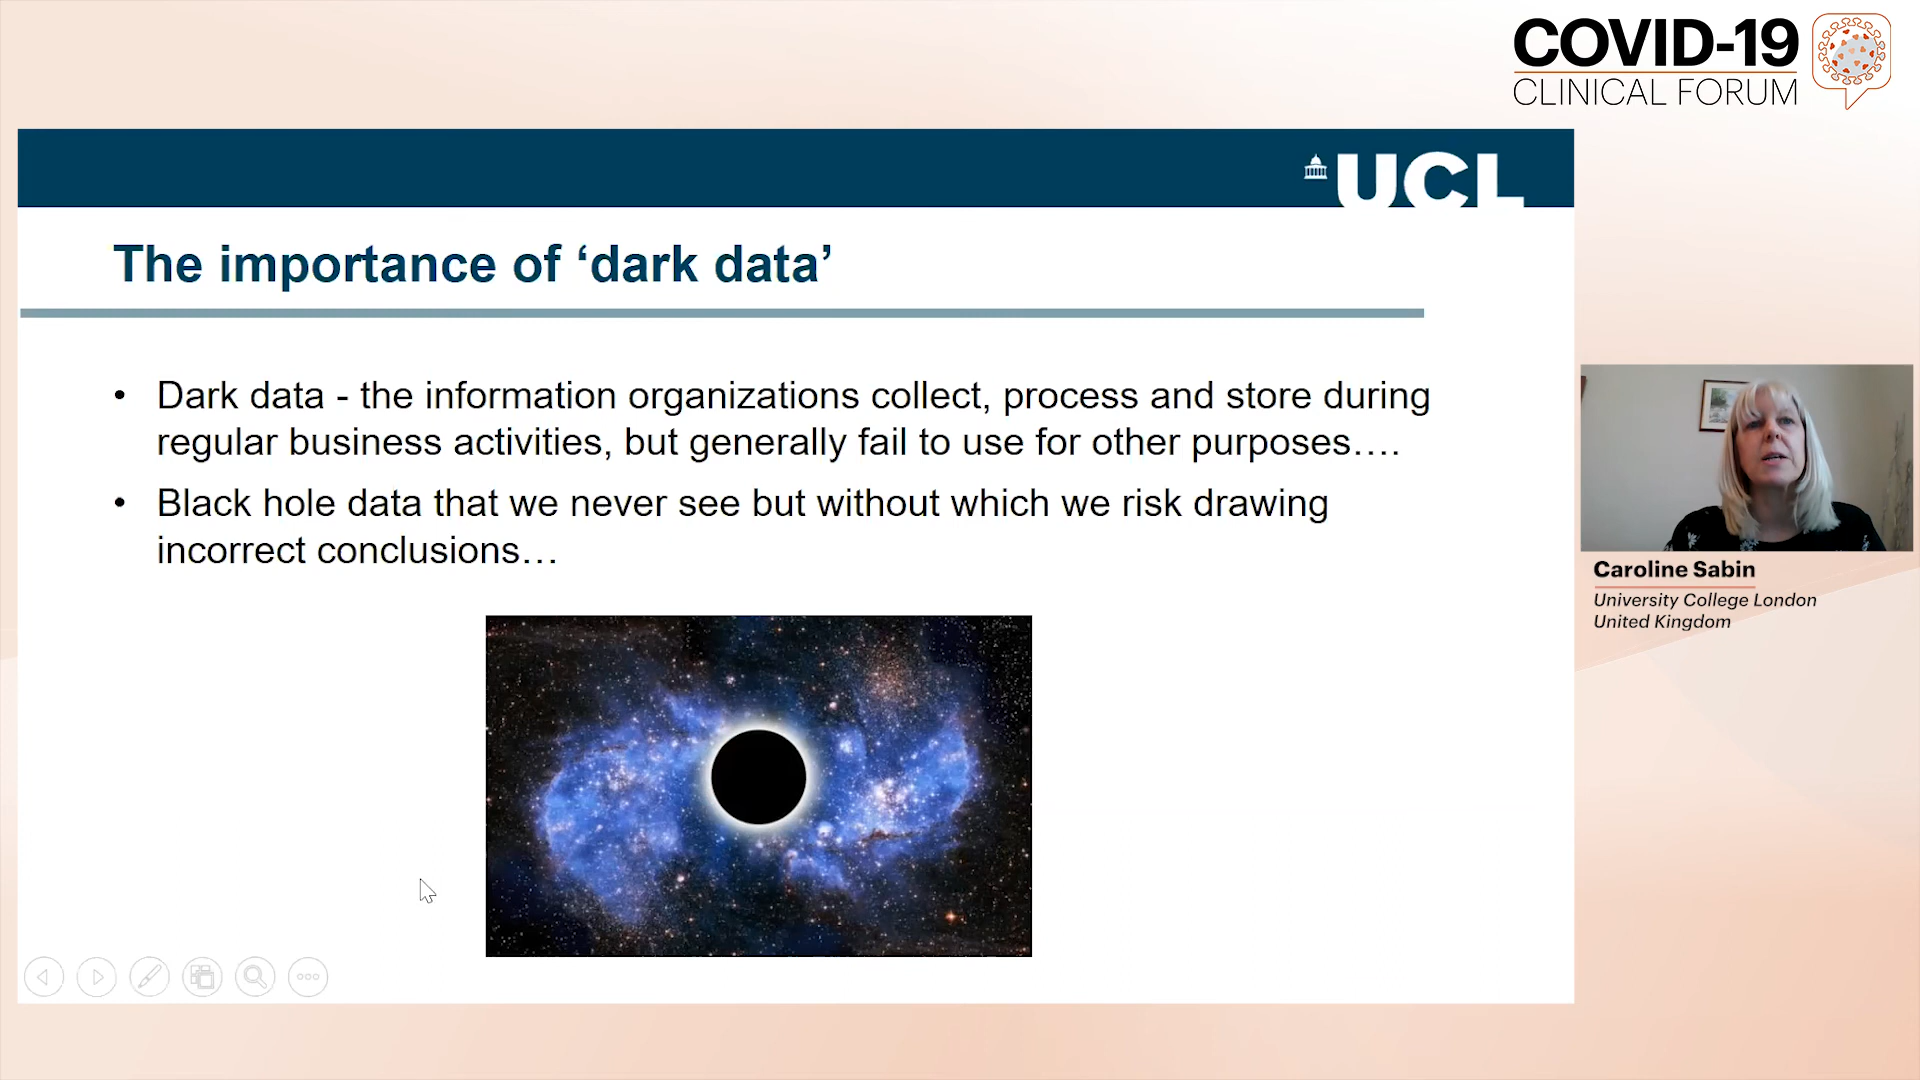 COVID-19
CLINICAL FORUM
UCL
The importance of ‘dark data’
• Dark data - the information organizations collect, process and store during
regular business activities, but generally fail to use for other purposes….
• Black hole data that we never see but without which we risk drawing
incorrect conclusions…
Caroline Sabin
University College London
United Kingdom